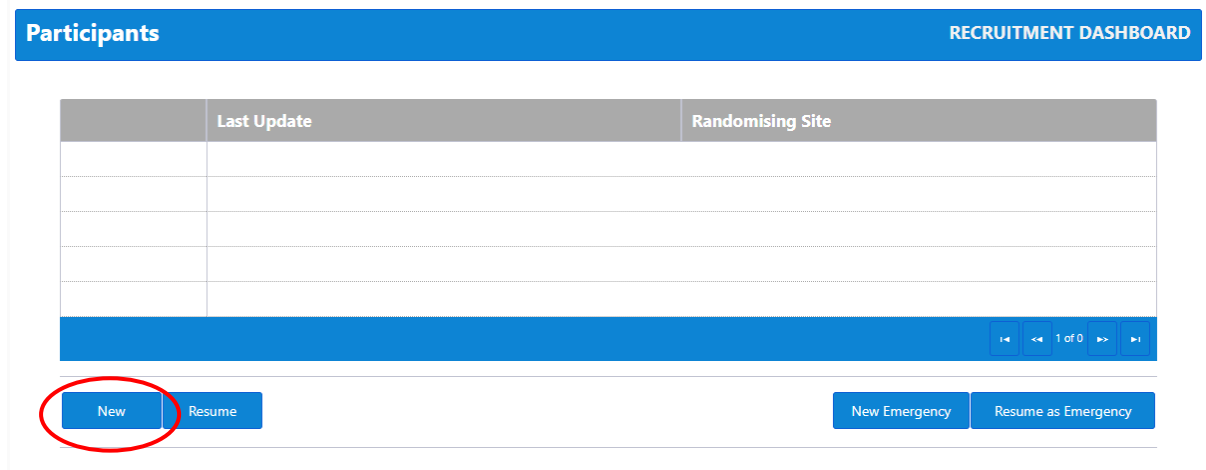 Participants RECRUITMENT DASHBOARD
Last Update Randomising Site
1 of 0
New Resume New Emergency Resume as Emergency